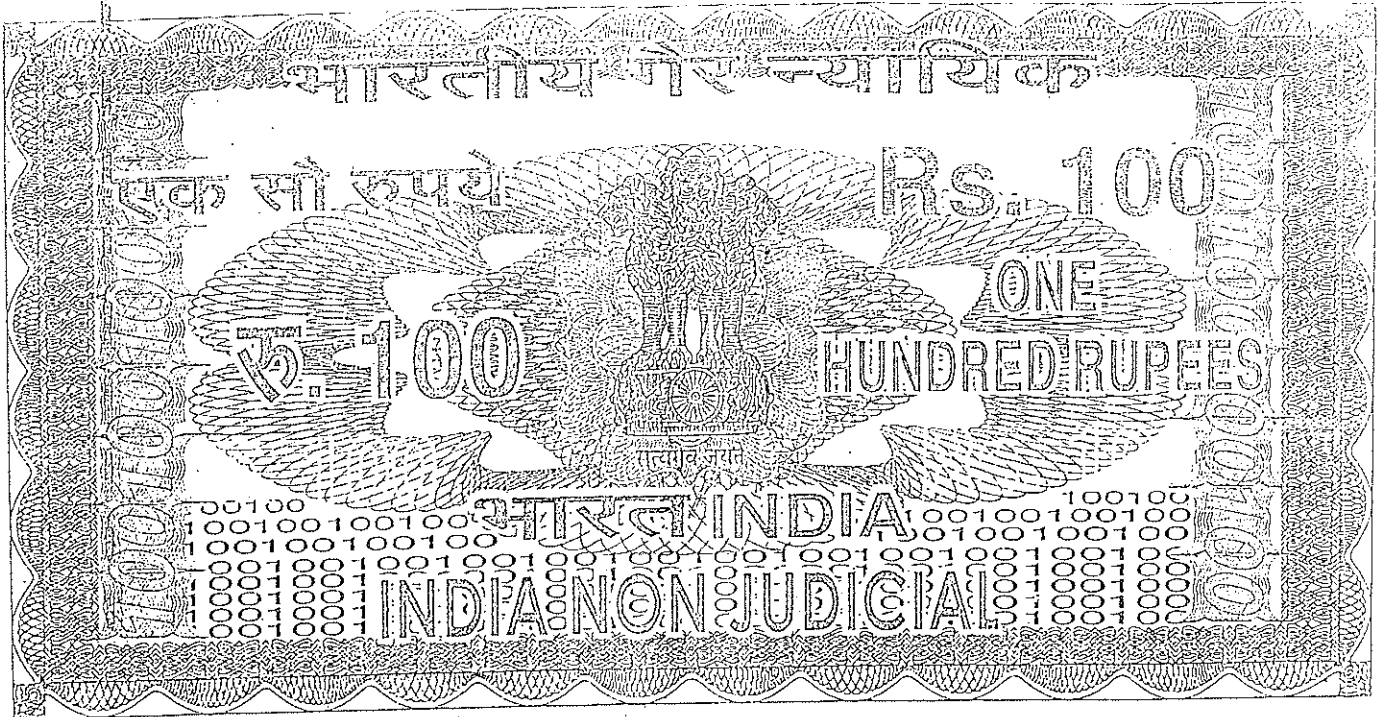 भारतीय गैर न्यायिक
एक सौ रुपये
Rs. 100
रु. 100
ONE
HUNDRED RUPEES
सत्यमेव जयते
भारत INDIA
INDIA NON JUDICIAL